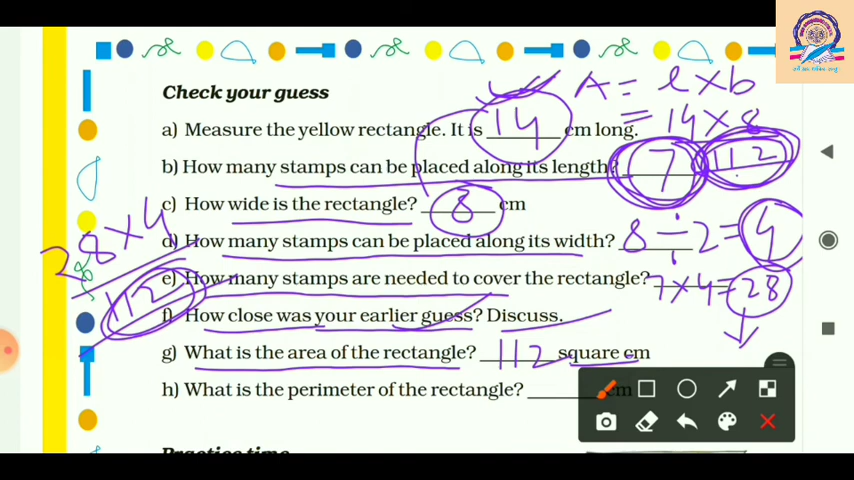 Check your guess
A = l x b
a) Measure the yellow rectangle. It is 14 cm long.
= 14 x 8
b) How many stamps can be placed along its length? 7
112
c) How wide is the rectangle? 8 cm
d) How many stamps can be placed along its width? 8 ÷ 2 = 4
28 x 4
e) How many stamps are needed to cover the rectangle? 7 x 4 = 28
112
f) How close was your earlier guess? Discuss.
g) What is the area of the rectangle? 112 square cm
h) What is the perimeter of the rectangle? cm
Practice time